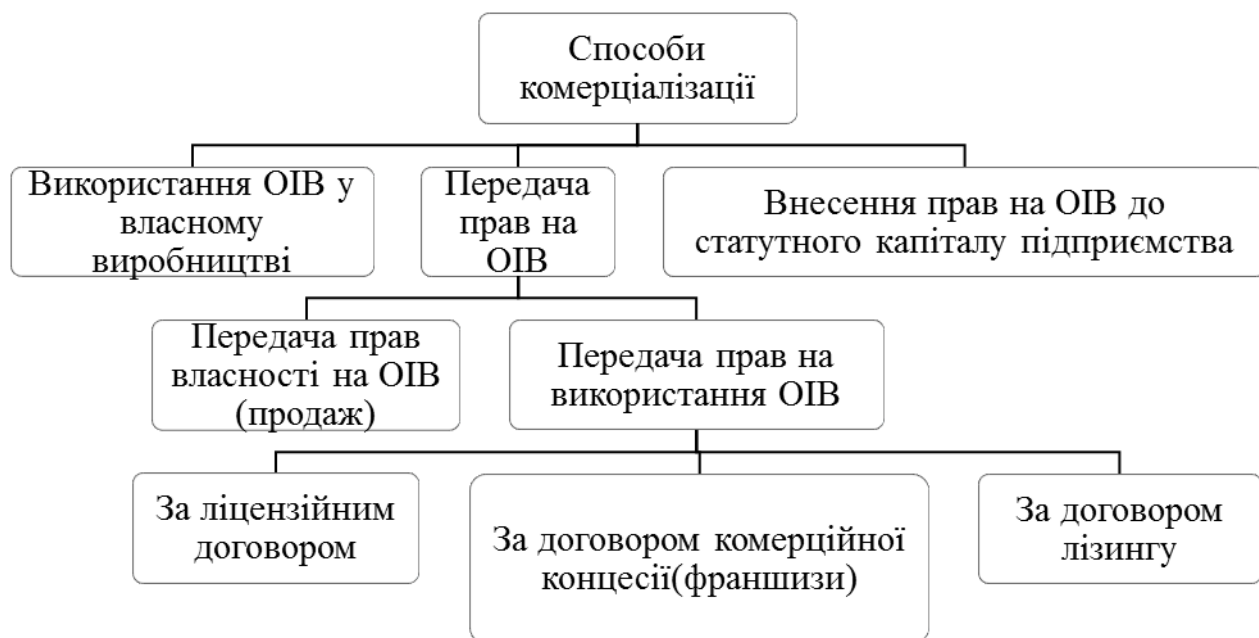 Способи
комерціалізації
Використання ОІВ у
власному
виробництві
Передача
прав на
ОІВ
Внесення прав на ОІВ до
статутного капіталу підприємства
Передача прав
власності на ОІВ
(продаж)
Передача прав на
використання ОІВ
За ліцензійним
договором
За договором комерційної
концесії(франшизи)
За договором
лізингу